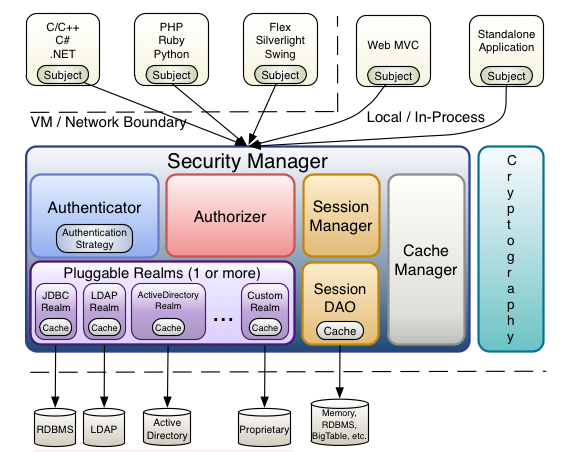 C/C++
C#
.NET
Subject
PHP
Ruby
Python
Subject
Flex
Silverlight
Swing
Subject
Web MVC
Subject
Standalone
Application
Subject
VM / Network Boundary
Local / In-Process
Security Manager
Authenticator
Authentication
Strategy
Authorizer
Session
Manager
Cache
Manager
Cryptography
Pluggable Realms (1 or more)
JDBC
Realm
Cache
LDAP
Realm
Cache
ActiveDirectory
Realm
Cache
...
Custom
Realm
Cache
Session
DAO
Cache
RDBMS
LDAP
Active
Directory
Proprietary
Memory,
RDBMS,
BigTable, etc.